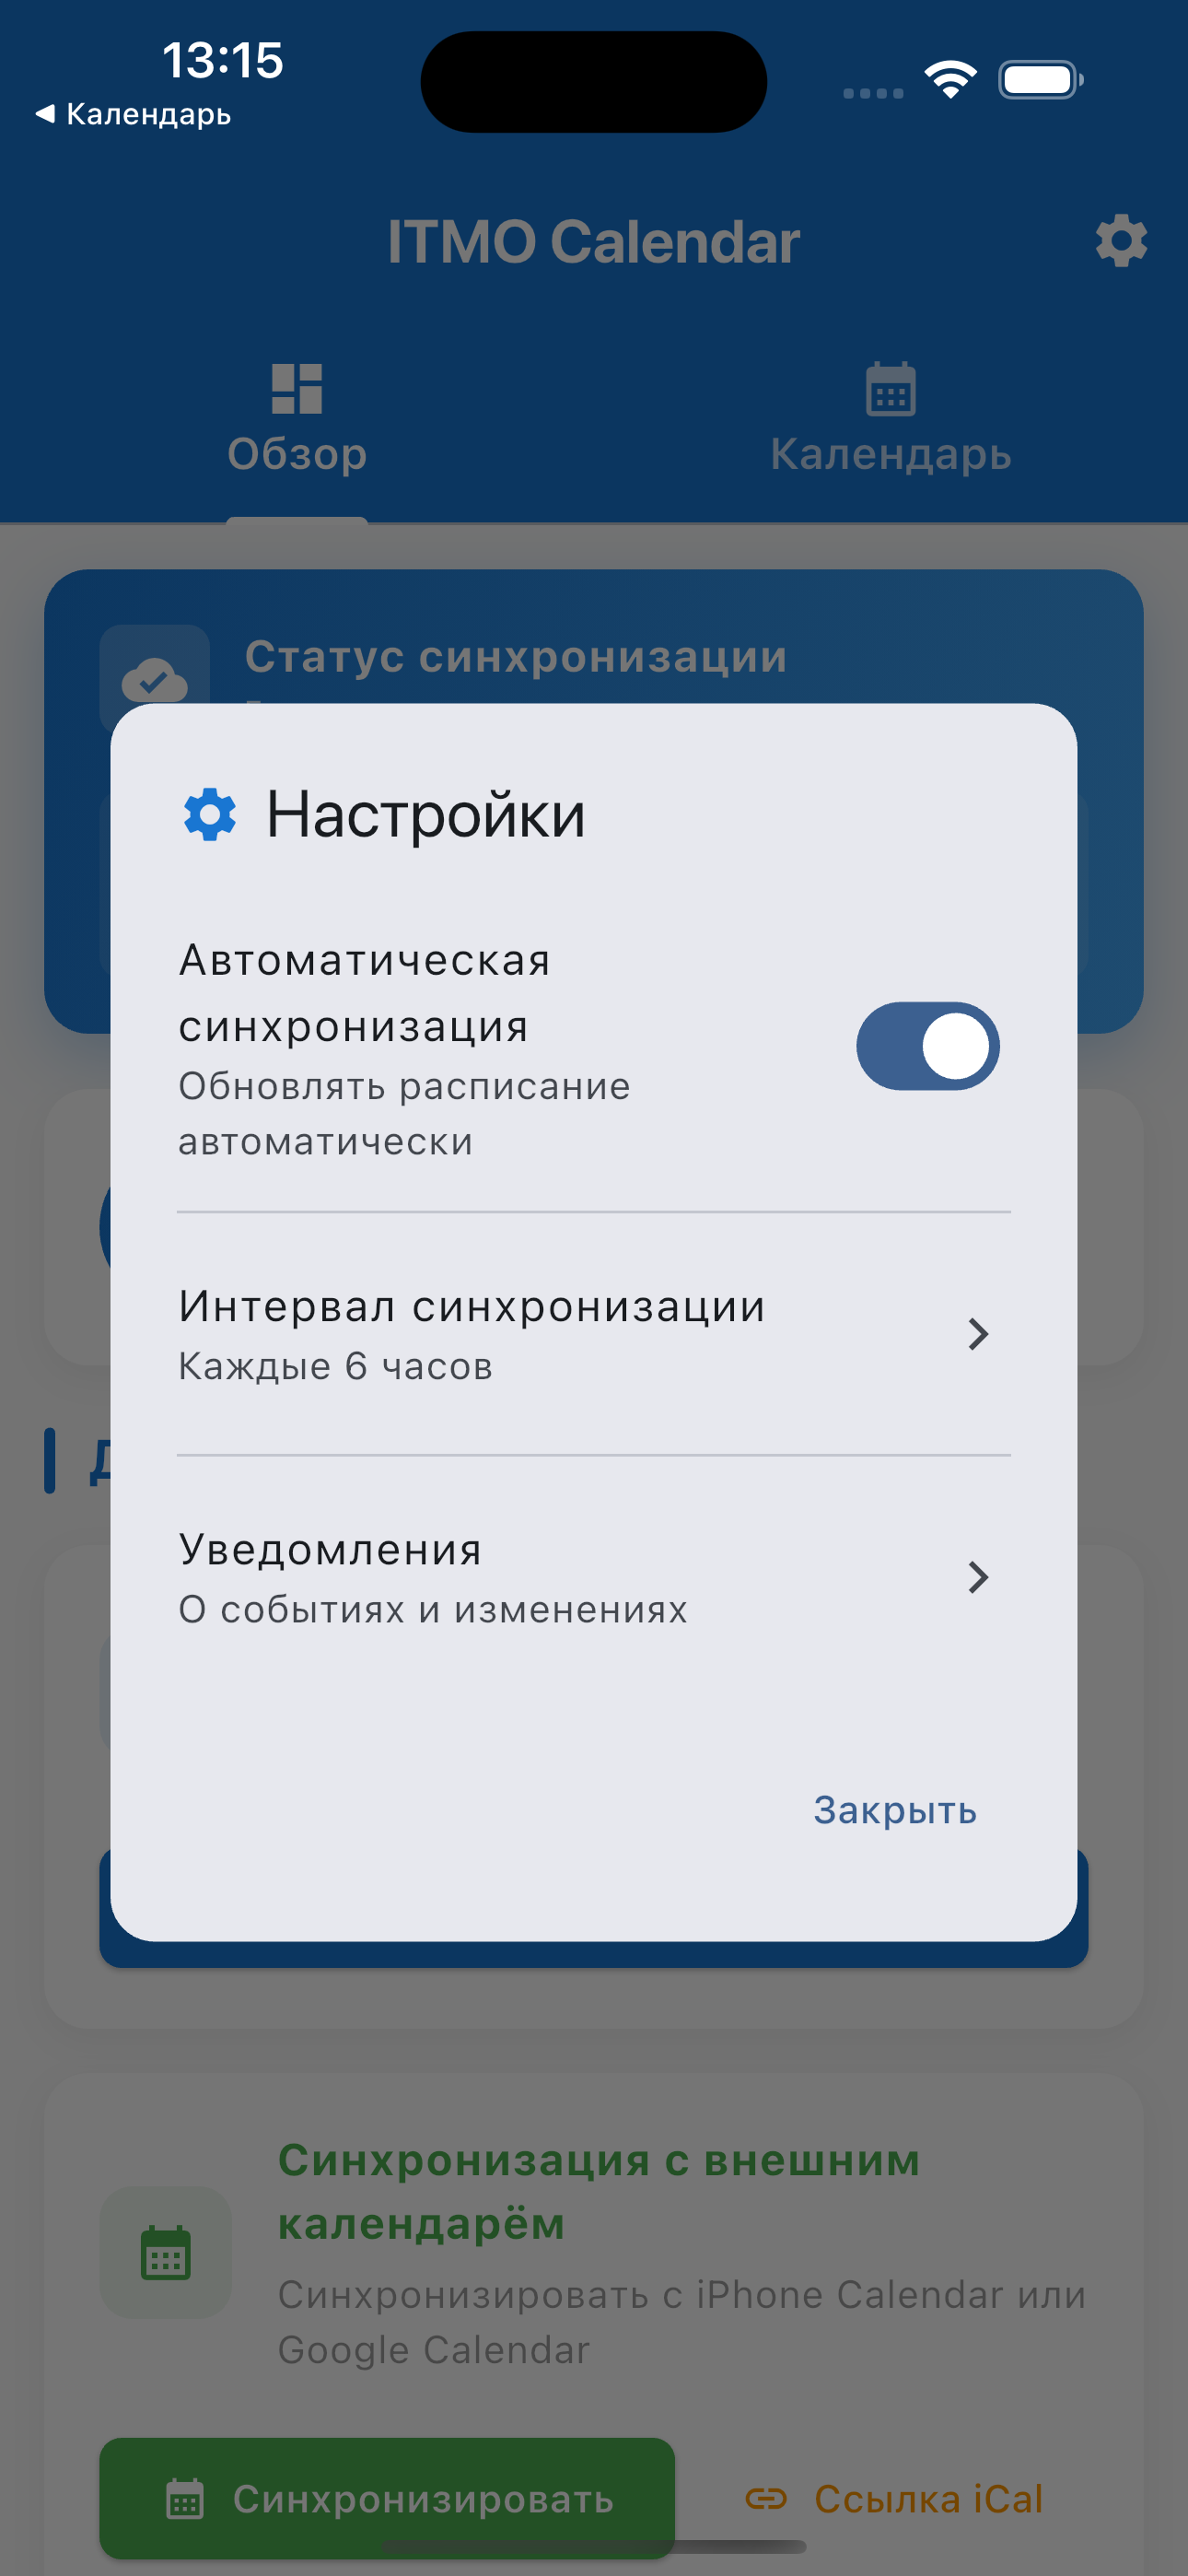 13:15
Календарь
ITMO Calendar
Обзор
Календарь
Статус синхронизации
Настройки
Автоматическая
синхронизация
Обновлять расписание
автоматически
Интервал синхронизации
Каждые 6 часов
Уведомления
О событиях и изменениях
Закрыть
Синхронизация с внешним
календарём
Синхронизировать с iPhone Calendar или
Google Calendar
Синхронизировать
Ссылка iCal